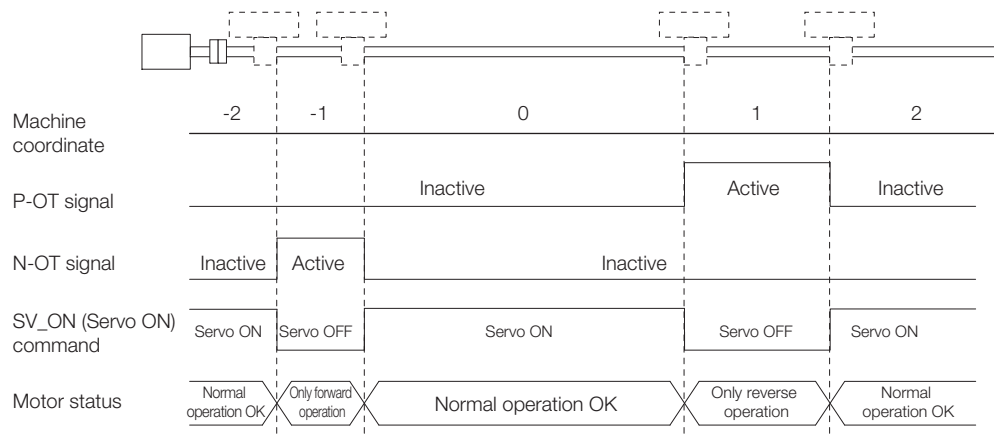 Machine
coordinate
-2 -1 0 1 2
P-OT signal
Inactive Active Inactive
N-OT signal
Inactive Active Inactive
SV_ON (Servo ON)
command
Servo ON Servo OFF Servo ON Servo OFF Servo ON
Motor status
Normal
operation OK
Only forward
operation
Normal operation OK
Only reverse
operation
Normal
operation OK